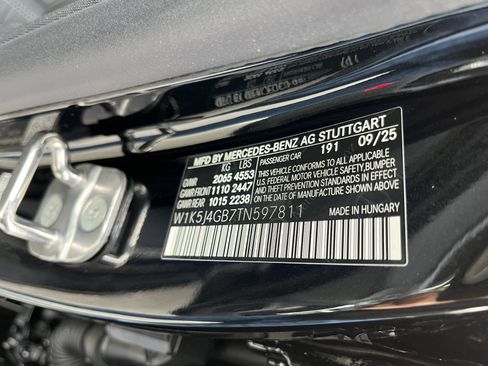 MFD BY MERCEDES-BENZ AG STUTTGART
KG LBS PASSENGER CAR 191 09/25
GVWR 2065 4553 THIS VEHICLE CONFORMS TO ALL APPLICABLE
GAWR FRONT 1110 2447 FEDERAL MOTOR VEHICLE SAFETY, BUMPER
AND THEFT PREVENTION STANDARDS IN EFFECT
GAWR REAR 1015 2238 ON THE DATE OF MANUFACTURE SHOWN ABOVE
W1K5J4GB7TN597811 MADE IN HUNGARY